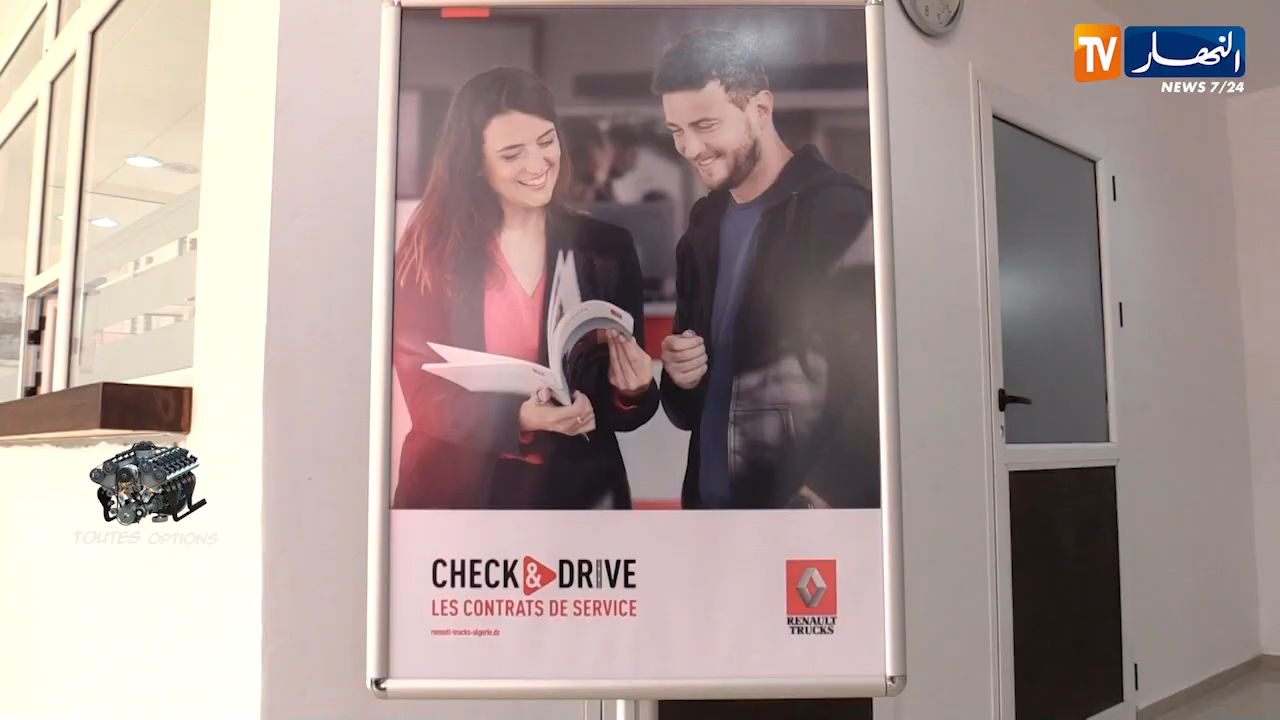 TV النهار
NEWS 7/24
TOUTES OPTIONS
CHECK & DRIVE
LES CONTRATS DE SERVICE
renault-trucks-algerie.dz
RENAULT
TRUCKS